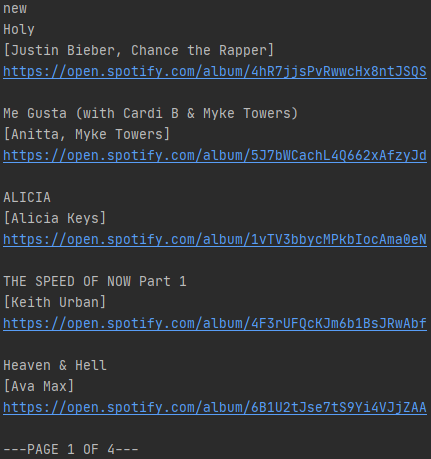 new
Holy
[Justin Bieber, Chance the Rapper]
https://open.spotify.com/album/4hR7jjsPvRwwcHx8ntJSQS
Me Gusta (with Cardi B & Myke Towers)
[Anitta, Myke Towers]
https://open.spotify.com/album/5J7bWCachL4Q662xAfzyJd
ALICIA
[Alicia Keys]
https://open.spotify.com/album/1vTV3bbycMPkbIocAma0eN
THE SPEED OF NOW Part 1
[Keith Urban]
https://open.spotify.com/album/4F3rUFQcKJm6b1BsJRwAbf
Heaven & Hell
[Ava Max]
https://open.spotify.com/album/6B1U2tJse7tS9Yi4VJjZAA
---PAGE 1 OF 4---